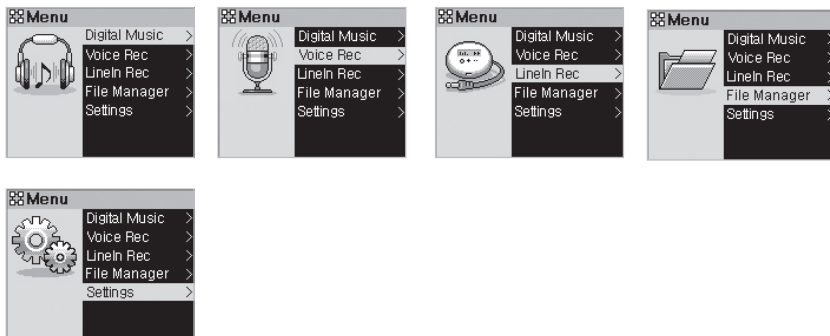 Menu
Digital Music >
Voice Rec >
LineIn Rec >
File Manager >
Settings >
Menu
Digital Music >
Voice Rec >
LineIn Rec >
File Manager >
Settings >
Menu
Digital Music >
Voice Rec >
LineIn Rec >
File Manager >
Settings >
Menu
Digital Music >
Voice Rec >
LineIn Rec >
File Manager >
Settings >
Menu
Digital Music >
Voice Rec >
LineIn Rec >
File Manager >
Settings >